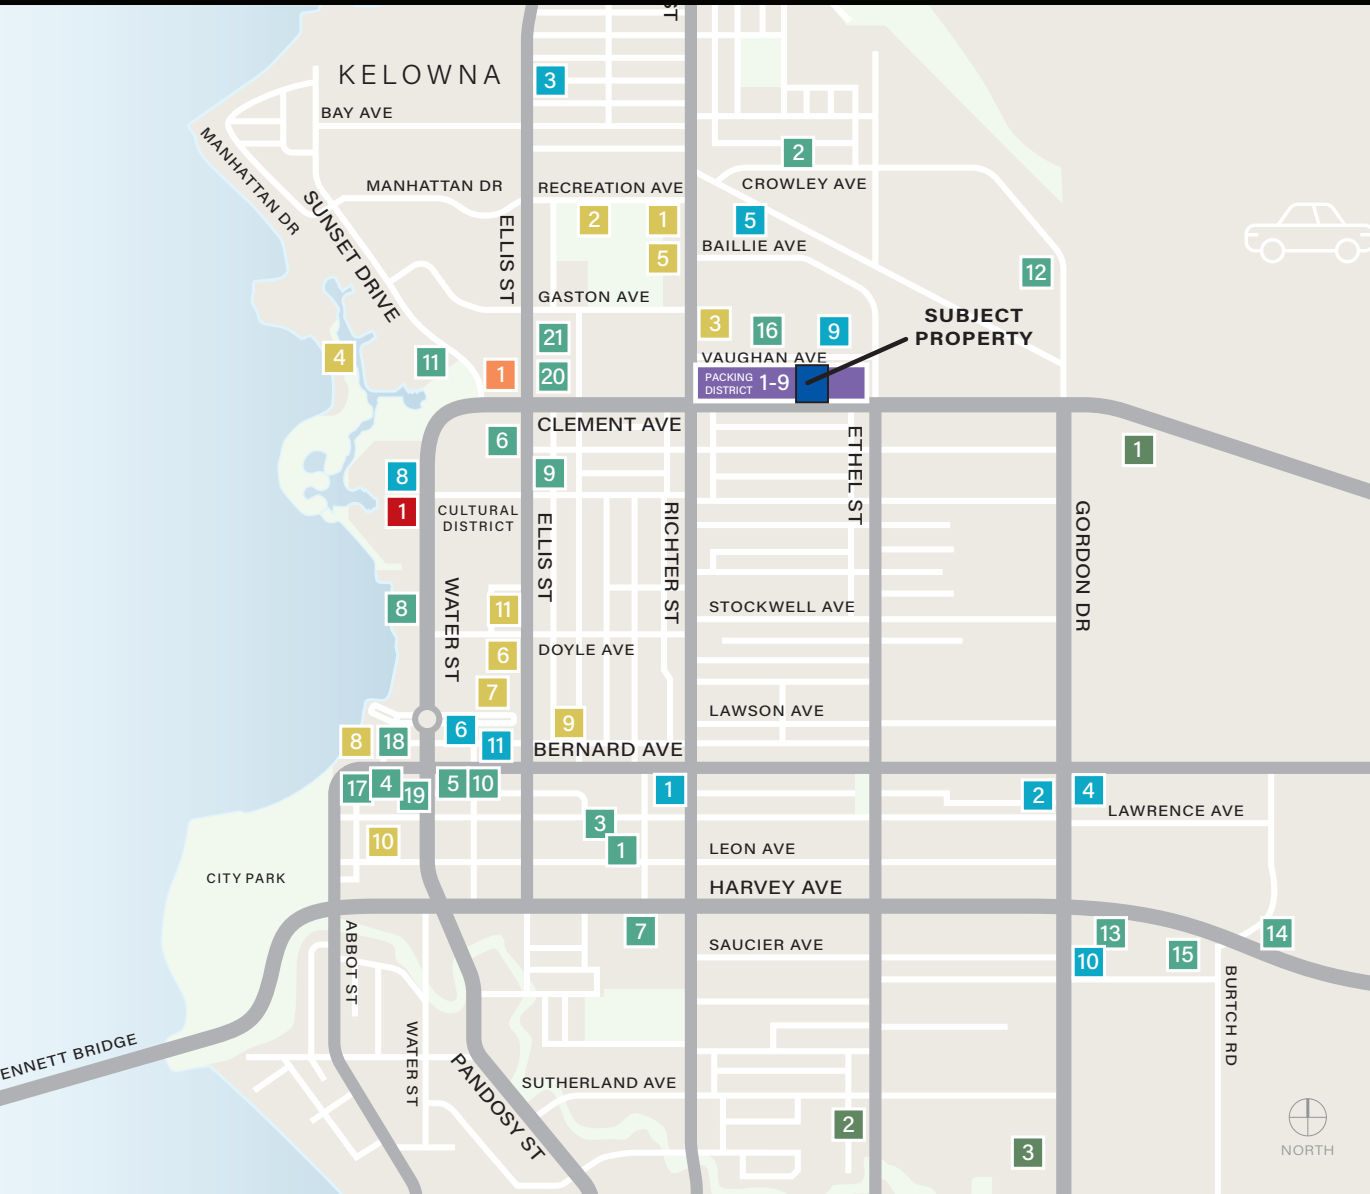 ST
KELOWNA
3
BAY AVE
MANHATTAN DR
2
MANHATTAN DR
RECREATION AVE
CROWLEY AVE
SUNSET DRIVE
ELLIS ST
2
1
5
5
BAILLIE AVE
12
GASTON AVE
SUBJECT
PROPERTY
21
3
16
9
4
11
1
20
VAUGHAN AVE
PACKING
DISTRICT
1-9
CLEMENT AVE
6
9
ETHEL ST
1
8
1
CULTURAL
DISTRICT
ELLIS ST
RICHTER ST
GORDON DR
WATER ST
8
11
STOCKWELL AVE
6
DOYLE AVE
7
LAWSON AVE
8
18
6
11
9
BERNARD AVE
17
4
19
5
10
1
2
4
LAWRENCE AVE
3
10
1
LEON AVE
CITY PARK
HARVEY AVE
ABBOT ST
7
SAUCIER AVE
13
10
15
14
BURTCH RD
ENNETT BRIDGE
WATER ST
PANDOSY ST
SUTHERLAND AVE
2
3
NORTH